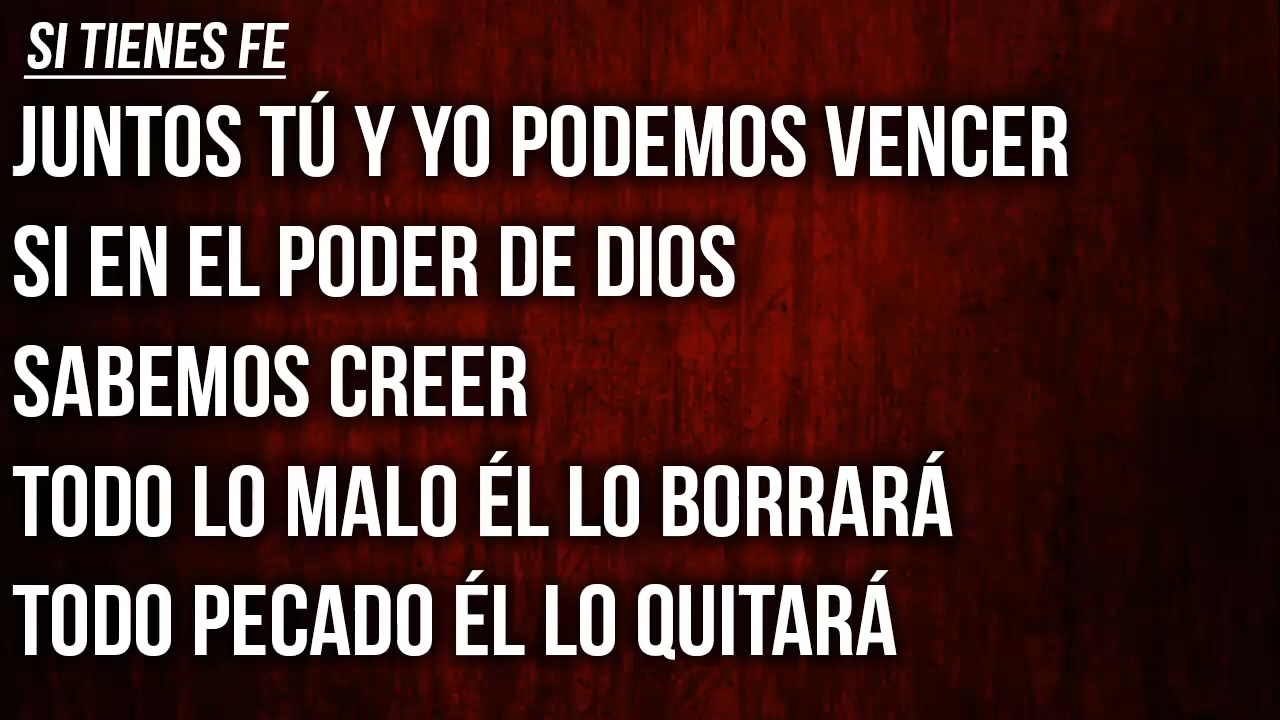 SI TIENES FE
JUNTOS TÚ Y YO PODEMOS VENCER
SI EN EL PODER DE DIOS
SABEMOS CREER
TODO LO MALO ÉL LO BORRARÁ
TODO PECADO ÉL LO QUITARÁ